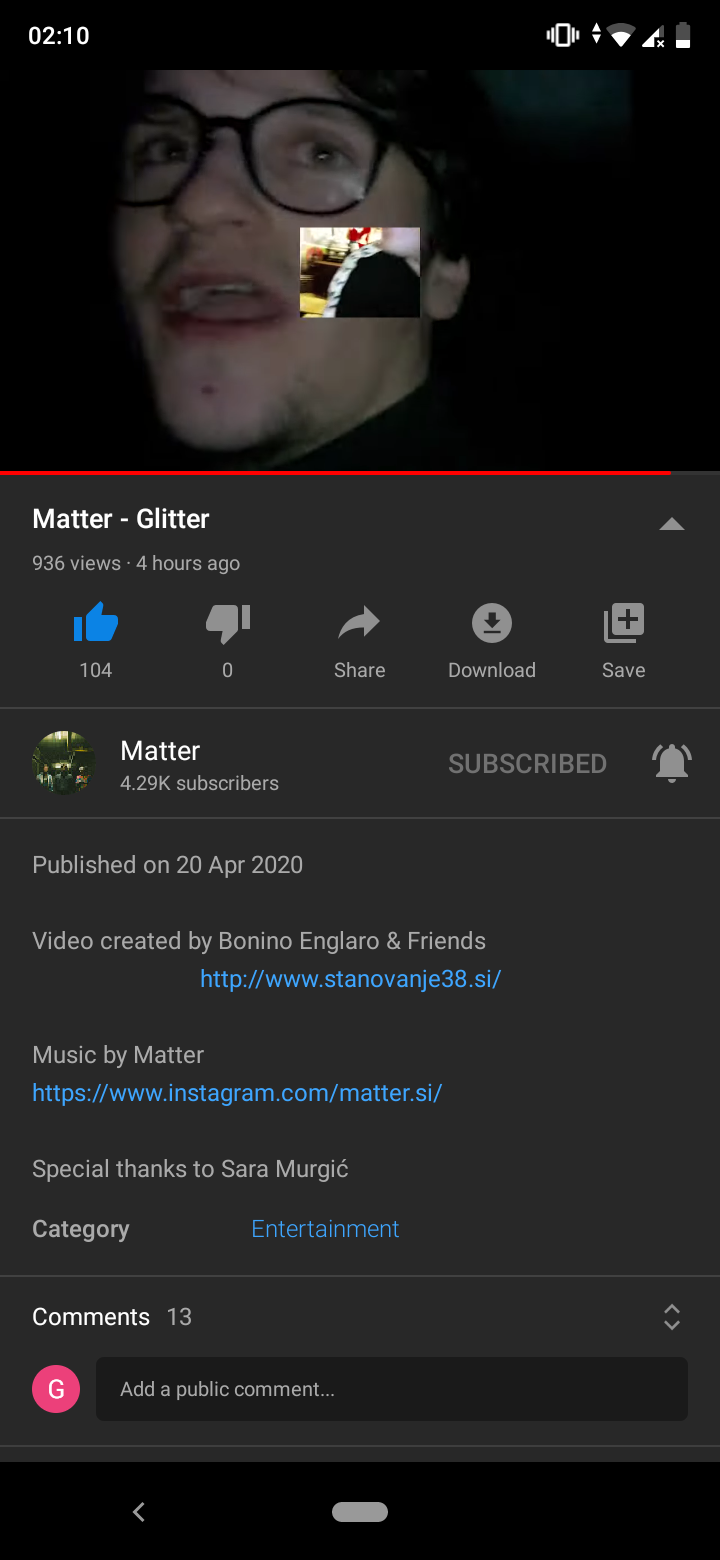 02:10
Matter - Glitter
936 views · 4 hours ago
104
0
Share
Download
Save
Matter
4.29K subscribers
SUBSCRIBED
Published on 20 Apr 2020
Video created by Bonino Englaro & Friends
http://www.stanovanje38.si/
Music by Matter
https://www.instagram.com/matter.si/
Special thanks to Sara Murgić
Category Entertainment
Comments 13
G
Add a public comment...